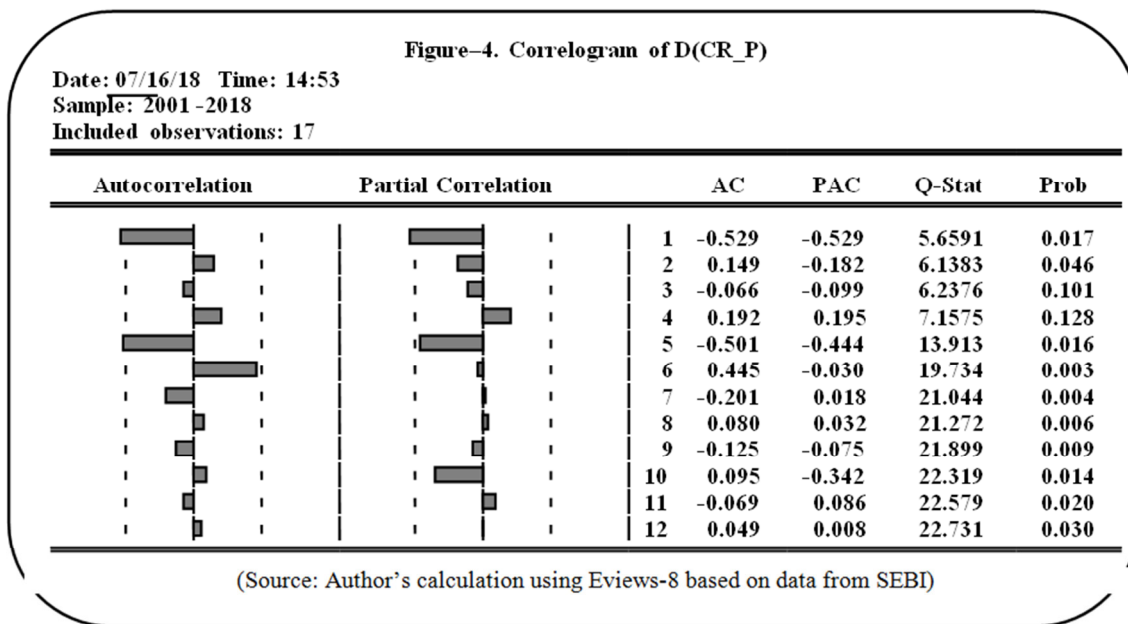 Figure–4. Correlogram of D(CR_P)
Date: 07/16/18 Time: 14:53
Sample: 2001 -2018
Included observations: 17
Autocorrelation Partial Correlation AC PAC Q-Stat Prob
1 -0.529 -0.529 5.6591 0.017
2 0.149 -0.182 6.1383 0.046
3 -0.066 -0.099 6.2376 0.101
4 0.192 0.195 7.1575 0.128
5 -0.501 -0.444 13.913 0.016
6 0.445 -0.030 19.734 0.003
7 -0.201 0.018 21.044 0.004
8 0.080 0.032 21.272 0.006
9 -0.125 -0.075 21.899 0.009
10 0.095 -0.342 22.319 0.014
11 -0.069 0.086 22.579 0.020
12 0.049 0.008 22.731 0.030
(Source: Author's calculation using Eviews-8 based on data from SEBI)